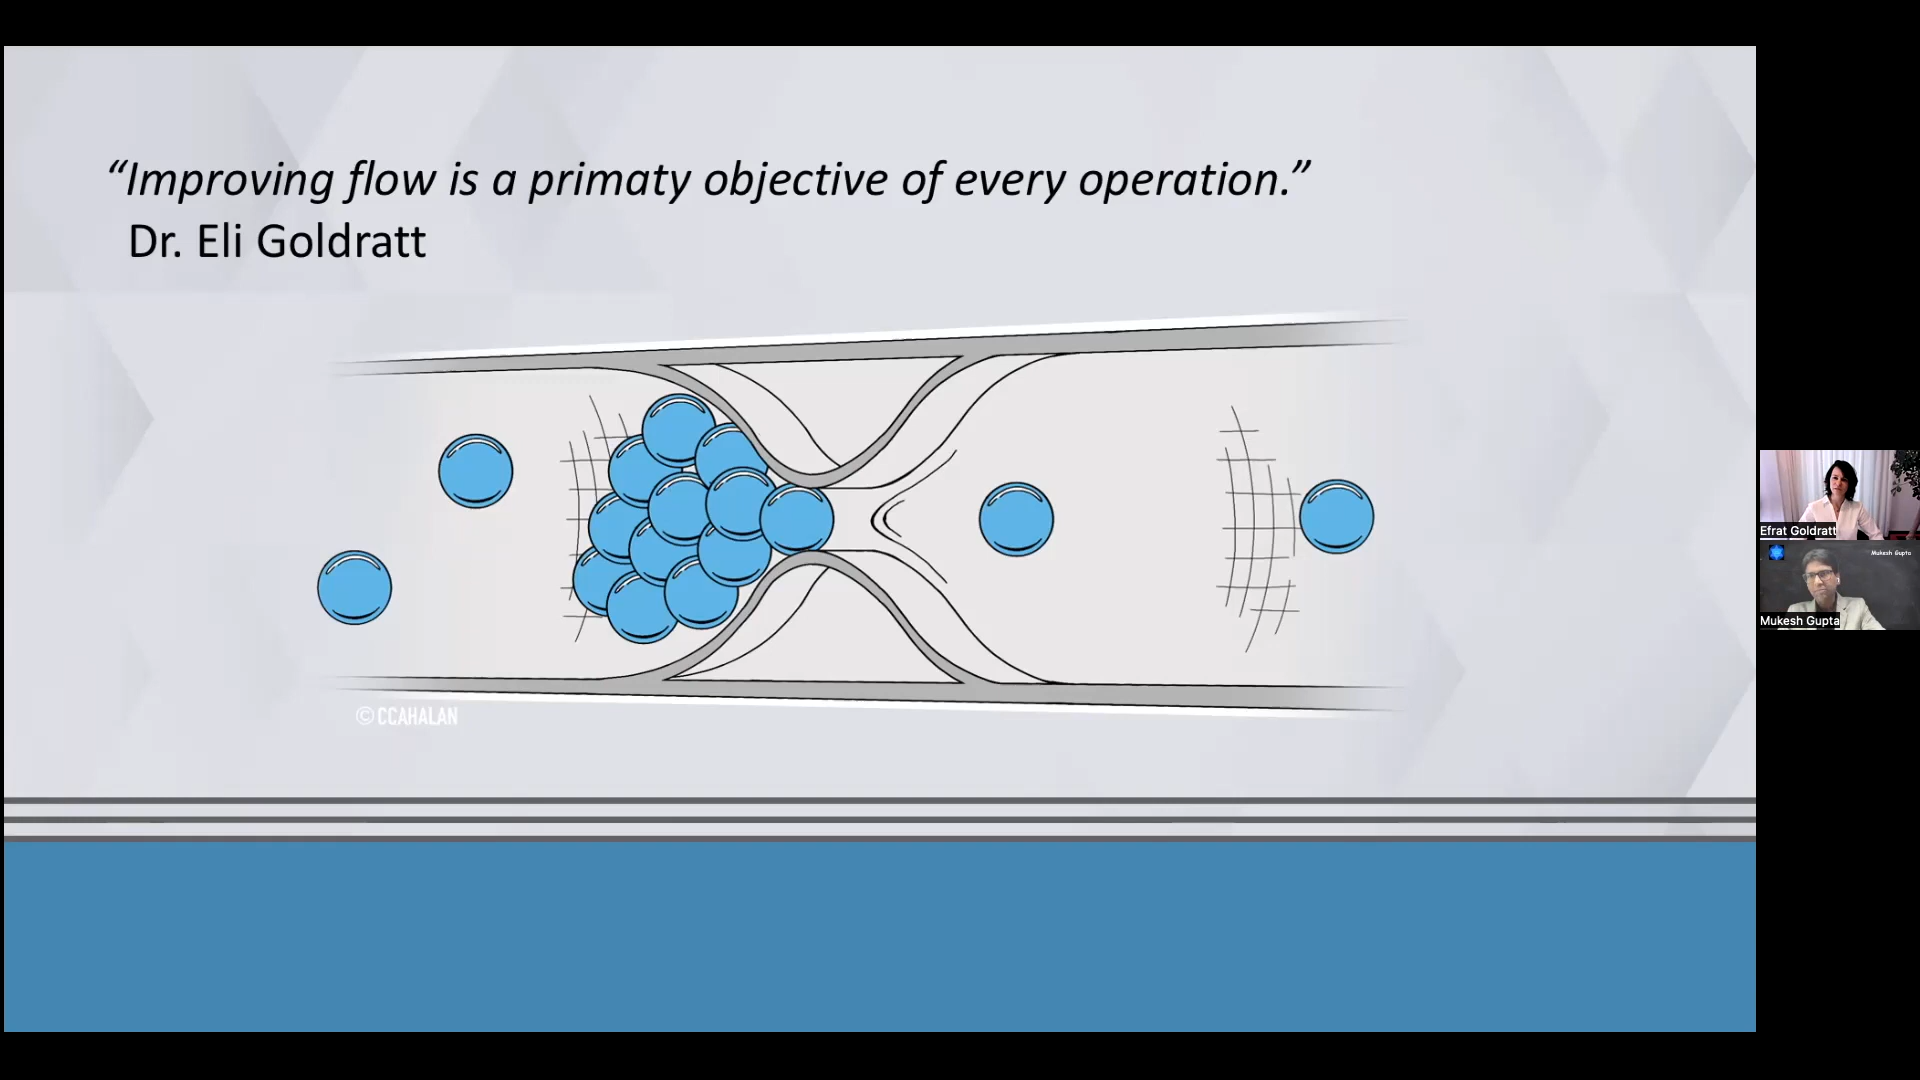 “Improving flow is a primaty objective of every operation.”
Dr. Eli Goldratt
©CCAHALAN
Efrat Goldratt
Mukesh Gupta
Mukesh Gupta